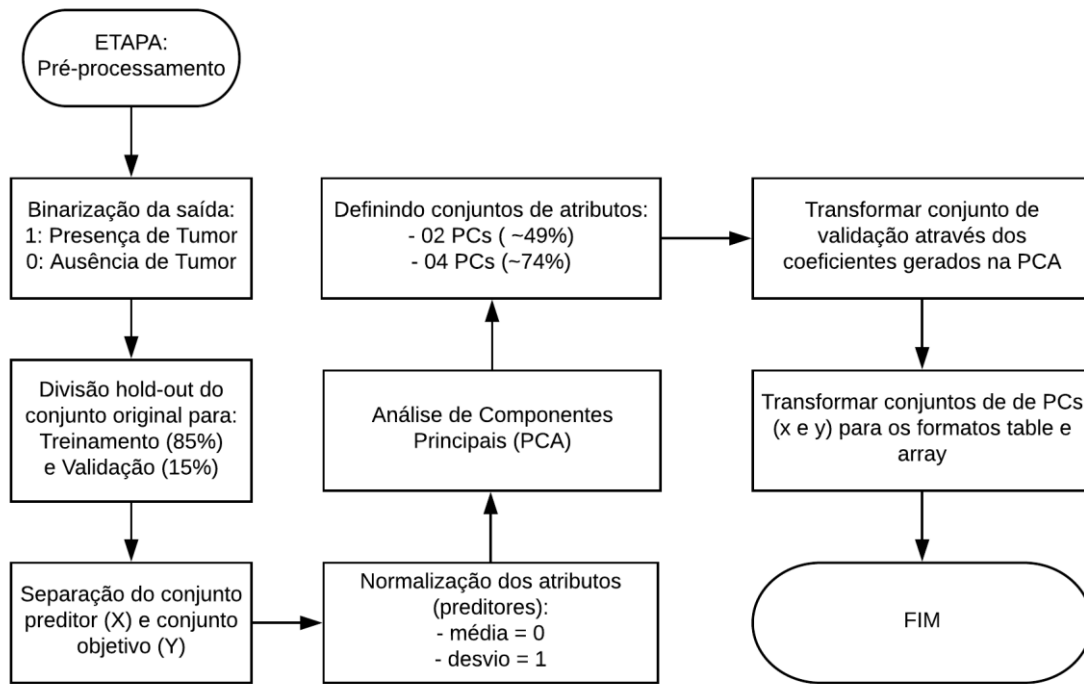 ETAPA:
Pré-processamento
Binarização da saída:
1: Presença de Tumor
0: Ausência de Tumor
Divisão hold-out do
conjunto original para:
Treinamento (85%)
e Validação (15%)
Separação do conjunto
preditor (X) e conjunto
objetivo (Y)
Normalização dos atributos
(preditores):
- média = 0
- desvio = 1
Análise de Componentes
Principais (PCA)
Definindo conjuntos de atributos:
- 02 PCs ( ~49%)
- 04 PCs (~74%)
Transformar conjunto de
validação através dos
coeficientes gerados na PCA
Transformar conjuntos de de PCs
(x e y) para os formatos table e
array
FIM